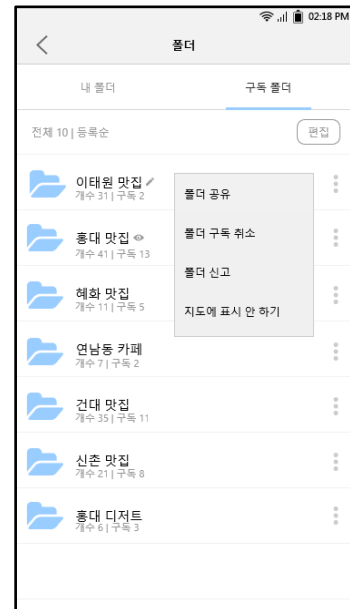 02:18 PM
폴더
내 폴더
구독 폴더
전체 10 | 등록순
편집
이태원 맛집
개수 31 | 구독 2
홍대 맛집
개수 41 | 구독 13
혜화 맛집
개수 11 | 구독 5
연남동 카페
개수 7 | 구독 2
건대 맛집
개수 35 | 구독 11
신촌 맛집
개수 21 | 구독 8
홍대 디저트
개수 6 | 구독 3
폴더 공유
폴더 구독 취소
폴더 신고
지도에 표시 안 하기